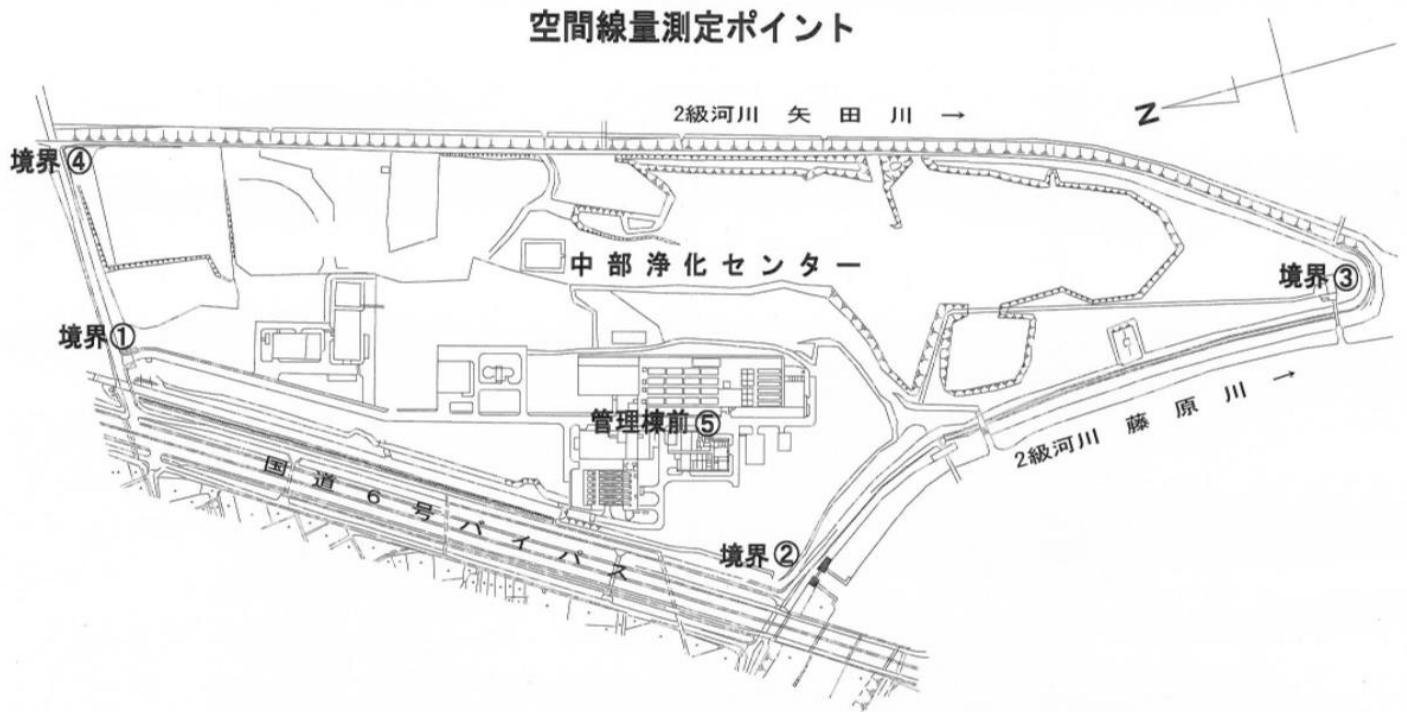 空間線量測定ポイント
2級河川 矢田川 →
N
境界④
中部浄化センター
境界③
境界①
管理棟前⑤
2級河川 藤原川 →
国道6号バイパス
境界②